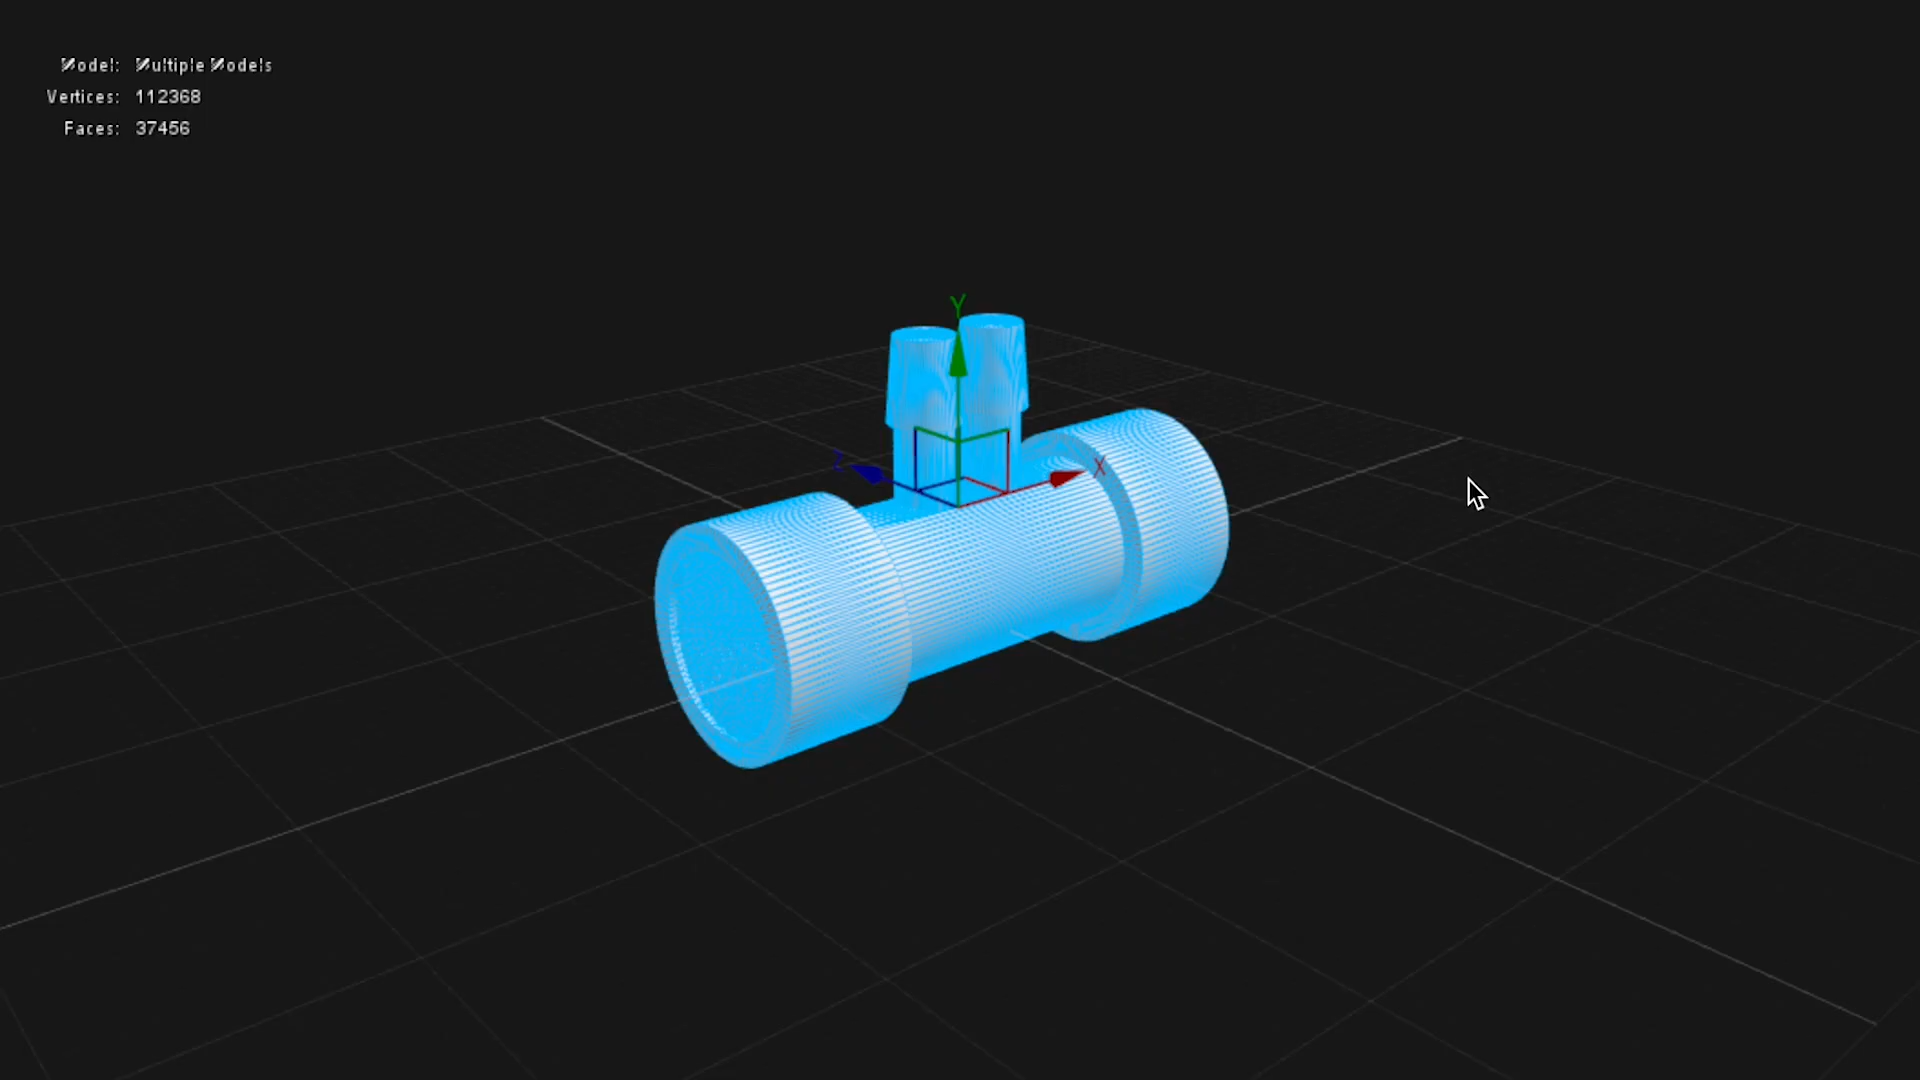 Model: Multiple Models
Vertices: 112368
Faces: 37456
Y
Z
X